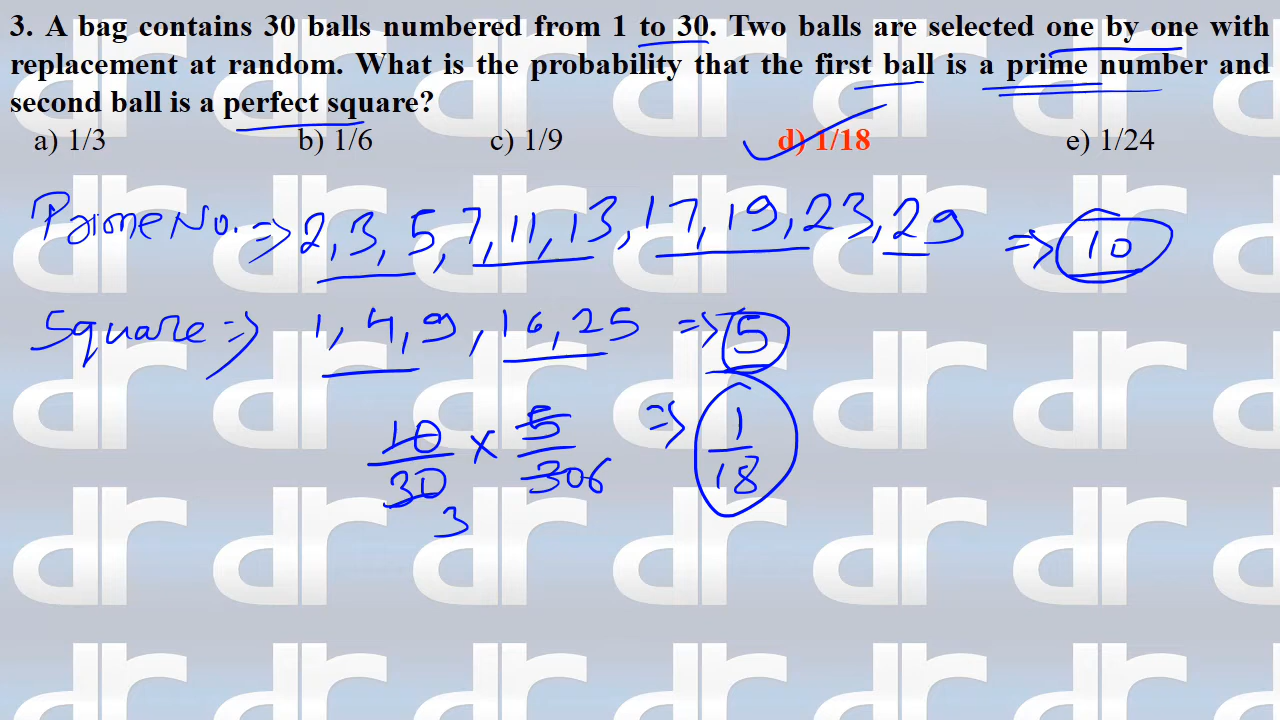 3. A bag contains 30 balls numbered from 1 to 30. Two balls are selected one by one with
replacement at random. What is the probability that the first ball is a prime number and
second ball is a perfect square?
a) 1/3 b) 1/6 c) 1/9 d) 1/18 e) 1/24
Prime No. => 2, 3, 5, 7, 11, 13, 17, 19, 23, 29 => 10
Square => 1, 4, 9, 16, 25 => 5
10/30 x 5/30 => 1/18
3 6